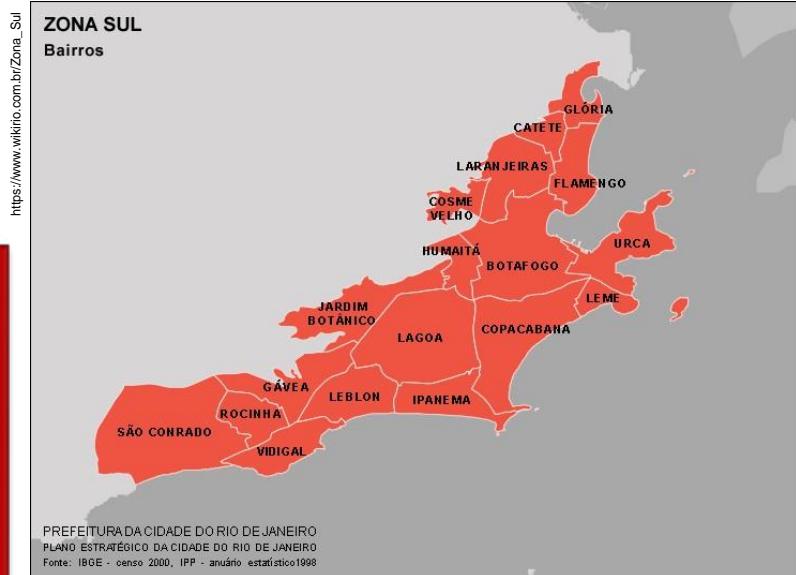 https://www.wikirio.com.br/Zona_Sul
ZONA SUL
Bairros
GLÓRIA
CATETE
LARANJEIRAS
FLAMENGO
COSME
VELHO
URCA
HUMAITÁ
BOTAFOGO
LEME
JARDIM
BOTÂNICO
COPACABANA
LAGOA
GÁVEA
LEBLON
IPANEMA
ROCINHA
SÃO CONRADO
VIDIGAL
PREFEITURA DA CIDADE DO RIO DE JANEIRO
PLANO ESTRATÉGICO DA CIDADE DO RIO DE JANEIRO
Fonte: IBGE - censo 2000, IPP - anuário estatístico1998